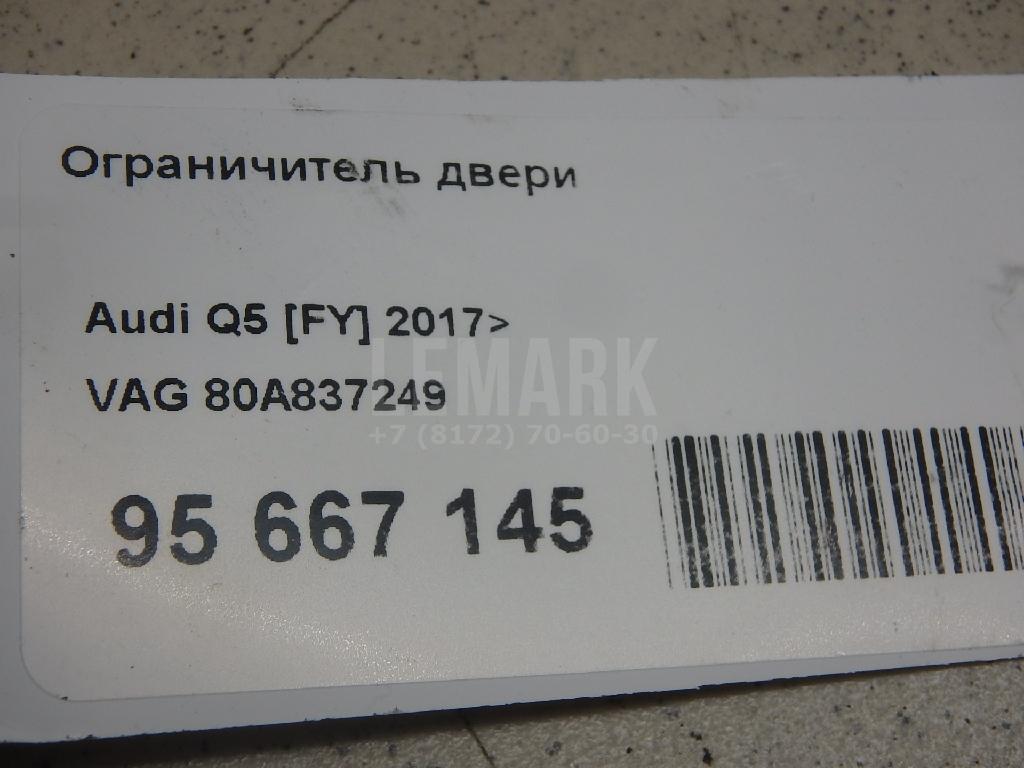 Ограничитель двери
Audi Q5 [FY] 2017>
VAG 80A837249
LEMARK
+7 (8172) 70-60-30
95 667 145